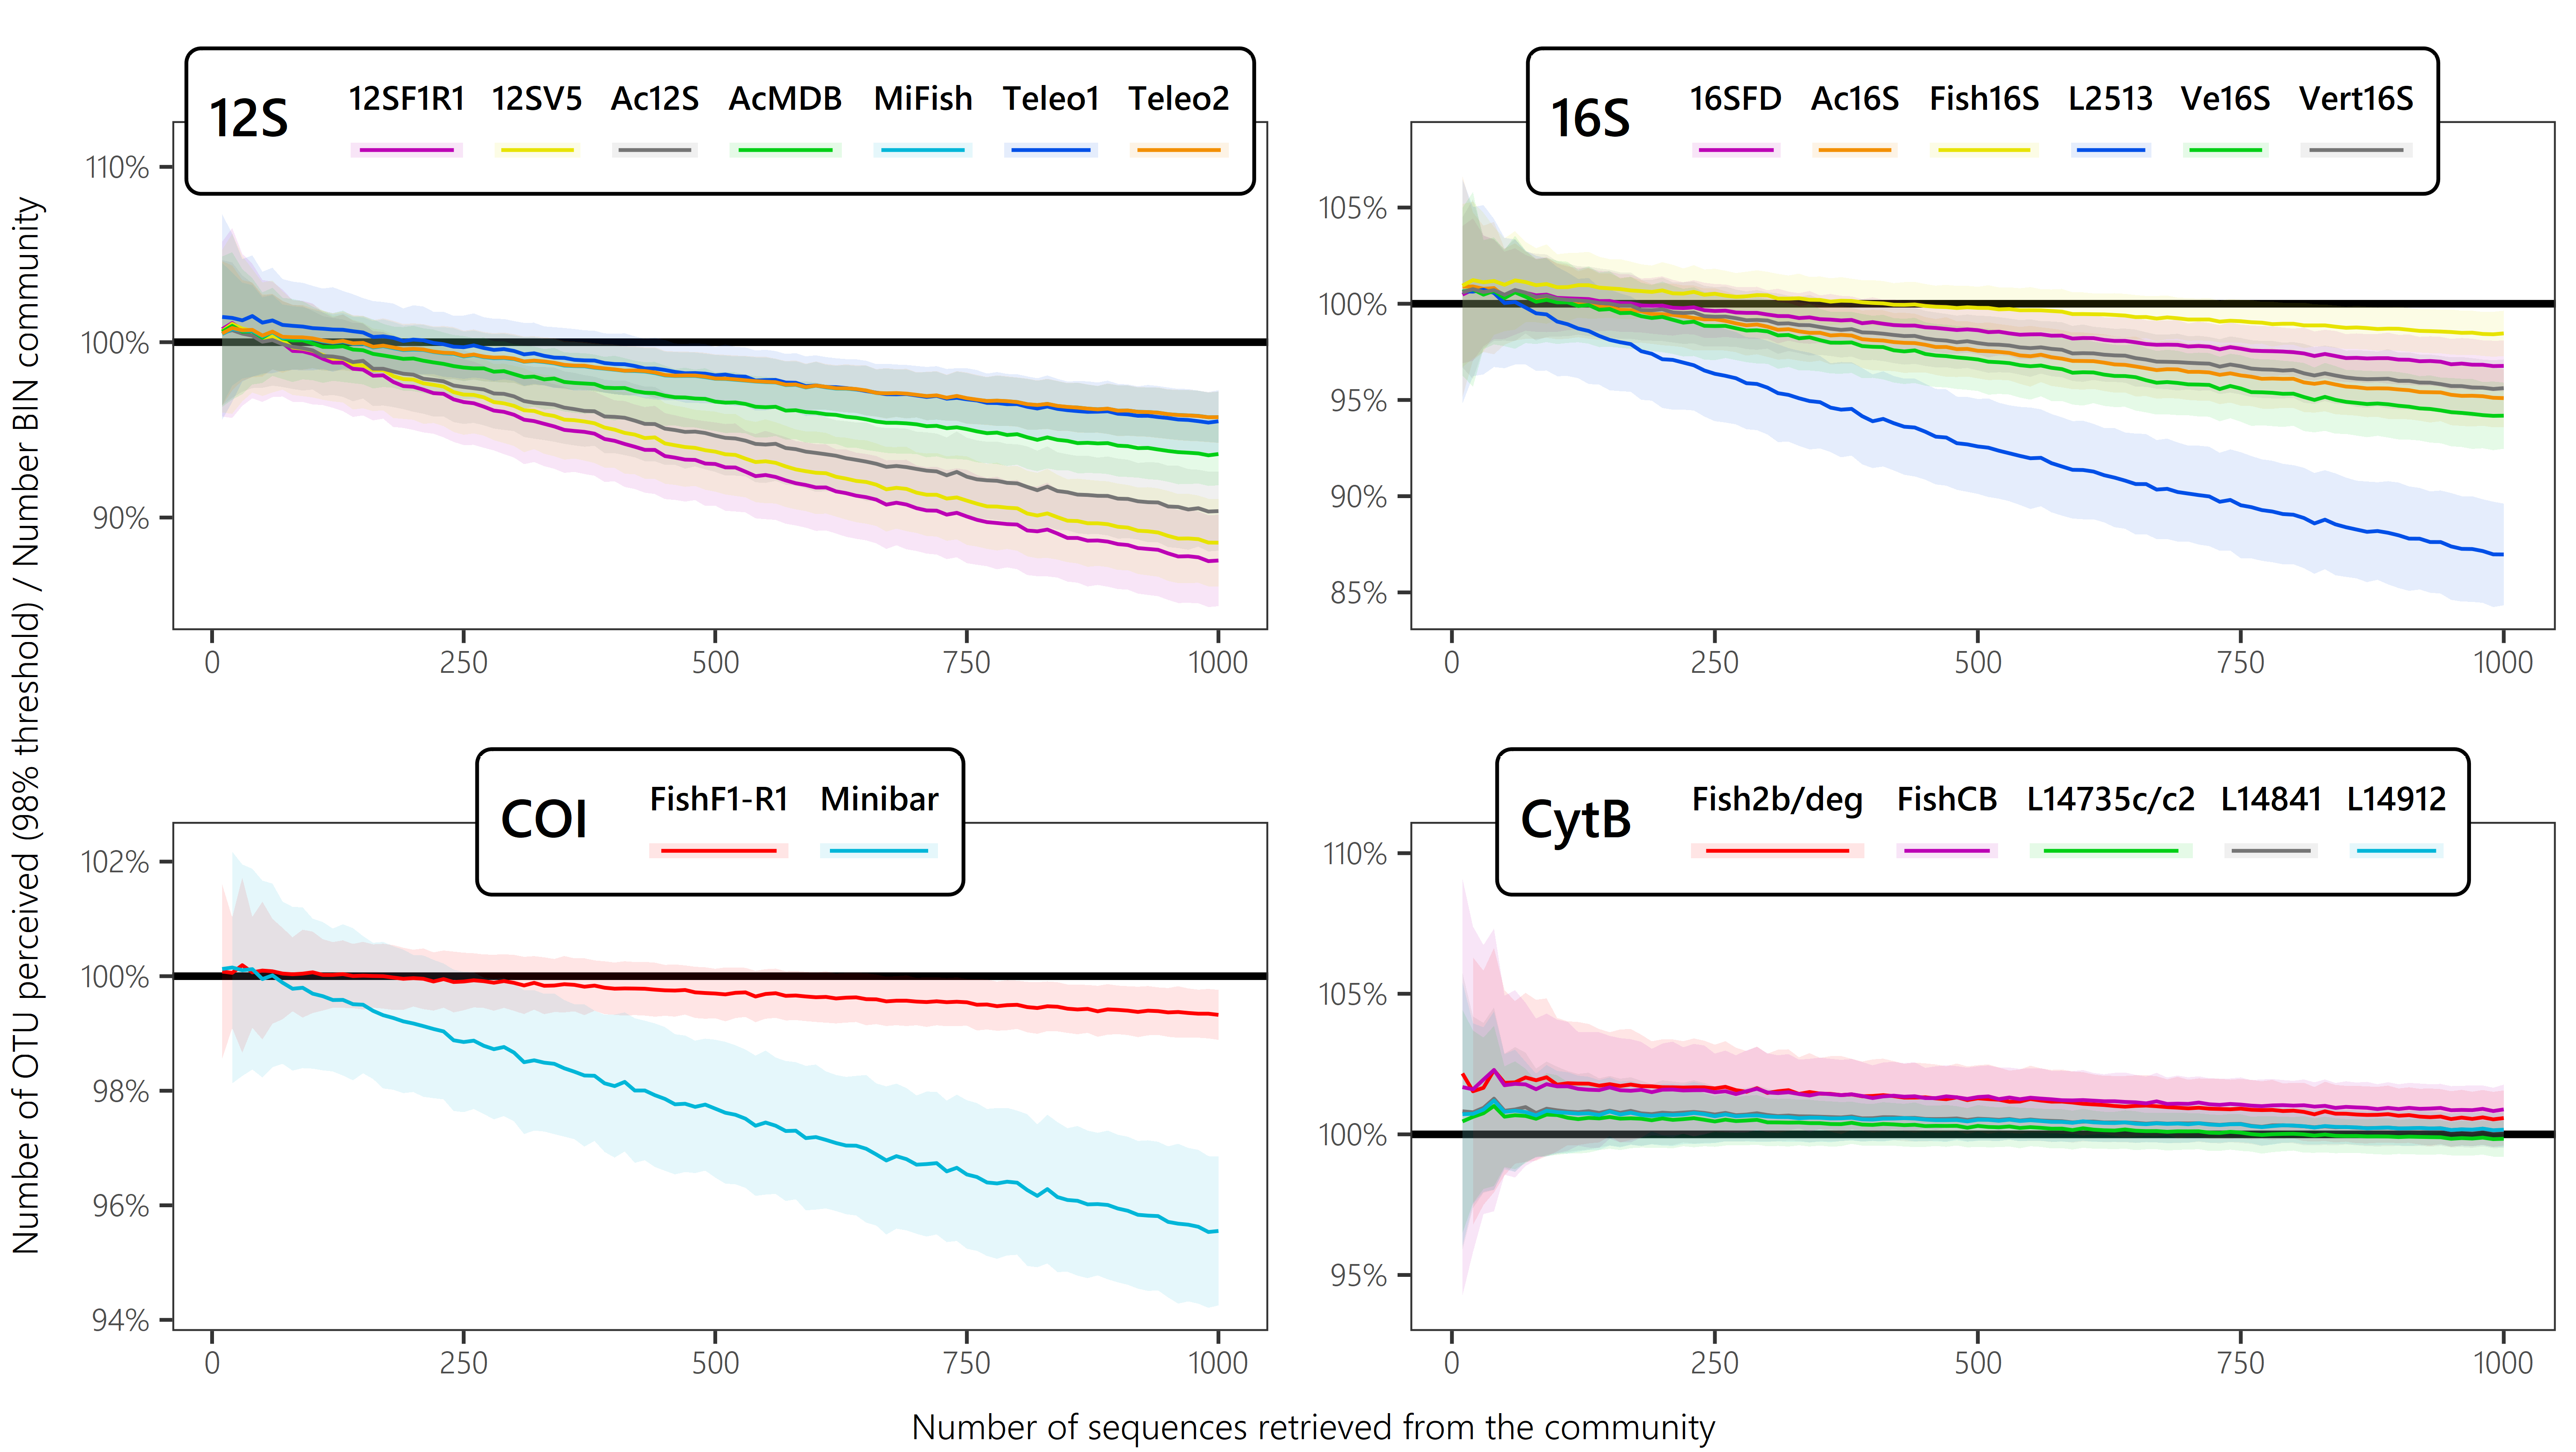 12S 12SF1R1 12SV5 Ac12S AcMDB MiFish Teleo1 Teleo2
110%
100%
90%
0 250 500 750 1000
16S 16SFD Ac16S Fish16S L2513 Ve16S Vert16S
105%
100%
95%
90%
85%
0 250 500 750 1000
COI FishF1-R1 Minibar
102%
100%
98%
96%
94%
0 250 500 750 1000
CytB Fish2b/deg FishCB L14735c/c2 L14841 L14912
110%
105%
100%
95%
0 250 500 750 1000
Number of OTU perceived (98% threshold) / Number BIN community
Number of sequences retrieved from the community